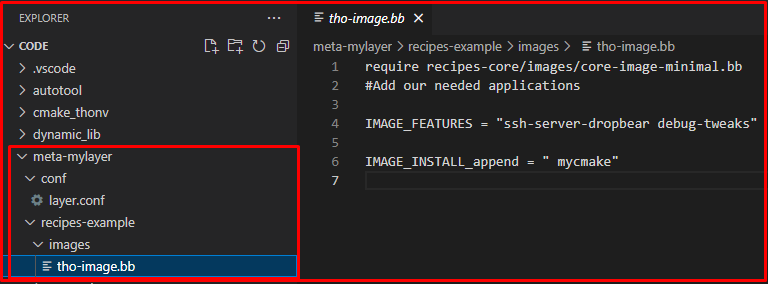 EXPLORER
CODE
.vscode
autotool
cmake_thonv
dynamic_lib
meta-mylayer
conf
layer.conf
recipes-example
images
tho-image.bb
tho-image.bb
meta-mylayer > recipes-example > images > tho-image.bb
1 require recipes-core/images/core-image-minimal.bb
2 #Add our needed applications
3
4 IMAGE_FEATURES = "ssh-server-dropbear debug-tweaks"
5
6 IMAGE_INSTALL_append = " mycmake"
7